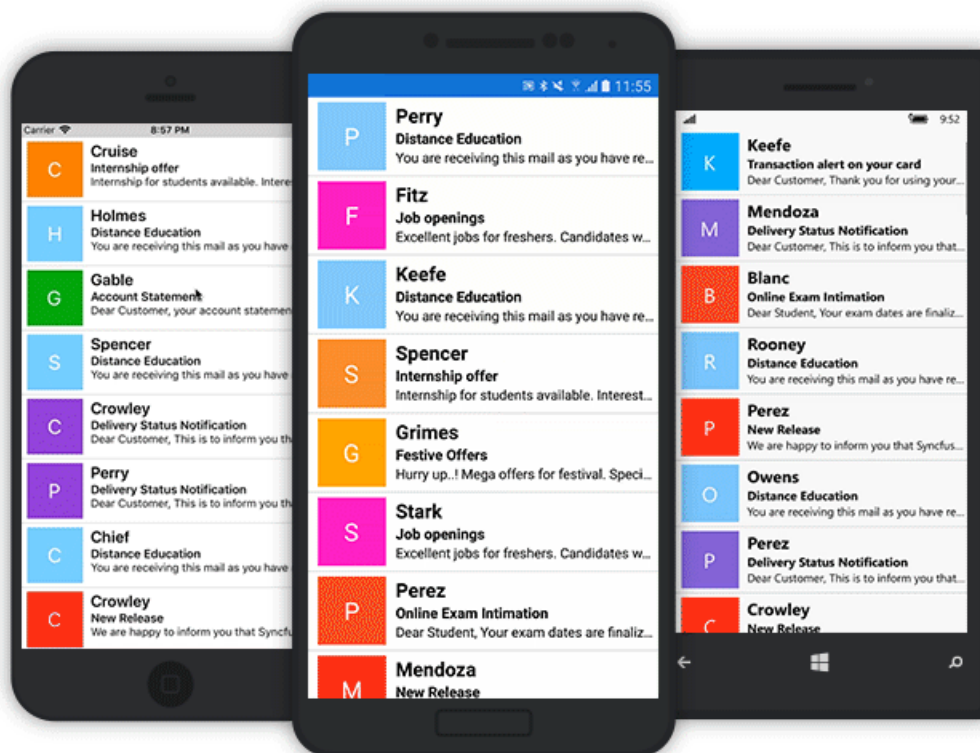 Carrier 8:57 PM
C
Cruise
Internship offer
Internship for students available. Intere
H
Holmes
Distance Education
You are receiving this mail as you have
G
Gable
Account Statement
Dear Customer, your account statemen
S
Spencer
Distance Education
You are receiving this mail as you have
C
Crowley
Delivery Status Notification
Dear Customer, This is to inform you th
P
Perry
Delivery Status Notification
Dear Customer, This is to inform you th
C
Chief
Distance Education
You are receiving this mail as you have
C
Crowley
New Release
We are happy to inform you that Syncfu
11:55
P
Perry
Distance Education
You are receiving this mail as you have re...
F
Fitz
Job openings
Excellent jobs for freshers. Candidates w...
K
Keefe
Distance Education
You are receiving this mail as you have re...
S
Spencer
Internship offer
Internship for students available. Interest...
G
Grimes
Festive Offers
Hurry up..! Mega offers for festival. Speci...
S
Stark
Job openings
Excellent jobs for freshers. Candidates w...
P
Perez
Online Exam Intimation
Dear Student, Your exam dates are finaliz...
M
Mendoza
New Release
9:52
K
Keefe
Transaction alert on your card
Dear Customer, Thank you for using your...
M
Mendoza
Delivery Status Notification
Dear Customer, This is to inform you that...
B
Blanc
Online Exam Intimation
Dear Student, Your exam dates are finaliz...
R
Rooney
Distance Education
You are receiving this mail as you have re...
P
Perez
New Release
We are happy to inform you that Syncfus...
O
Owens
Distance Education
You are receiving this mail as you have re...
P
Perez
Delivery Status Notification
Dear Customer, This is to inform you that...
C
Crowley
New Release